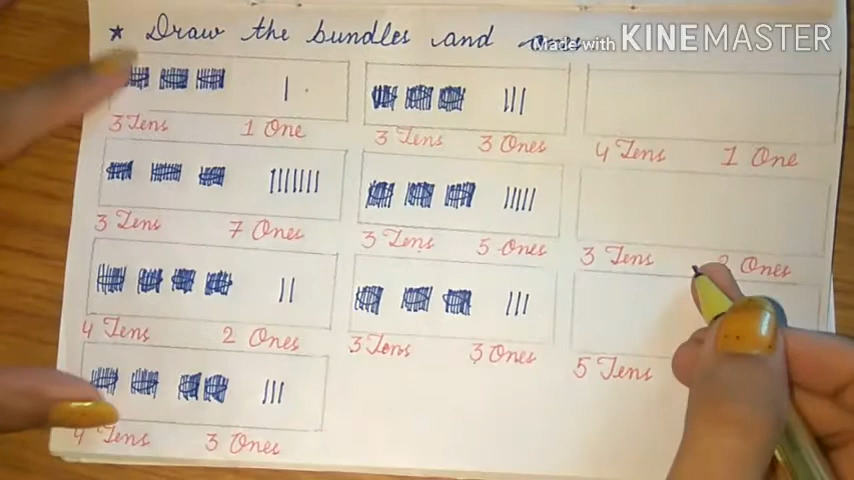 * Draw the bundles and
Made with KINEMASTER
3 Tens 1 One
3 Tens 3 Ones
4 Tens 1 One
3 Tens 7 Ones
3 Tens 5 Ones
3 Tens Ones
4 Tens 2 Ones
3 Tens 3 Ones
5 Tens
4 Tens 3 Ones